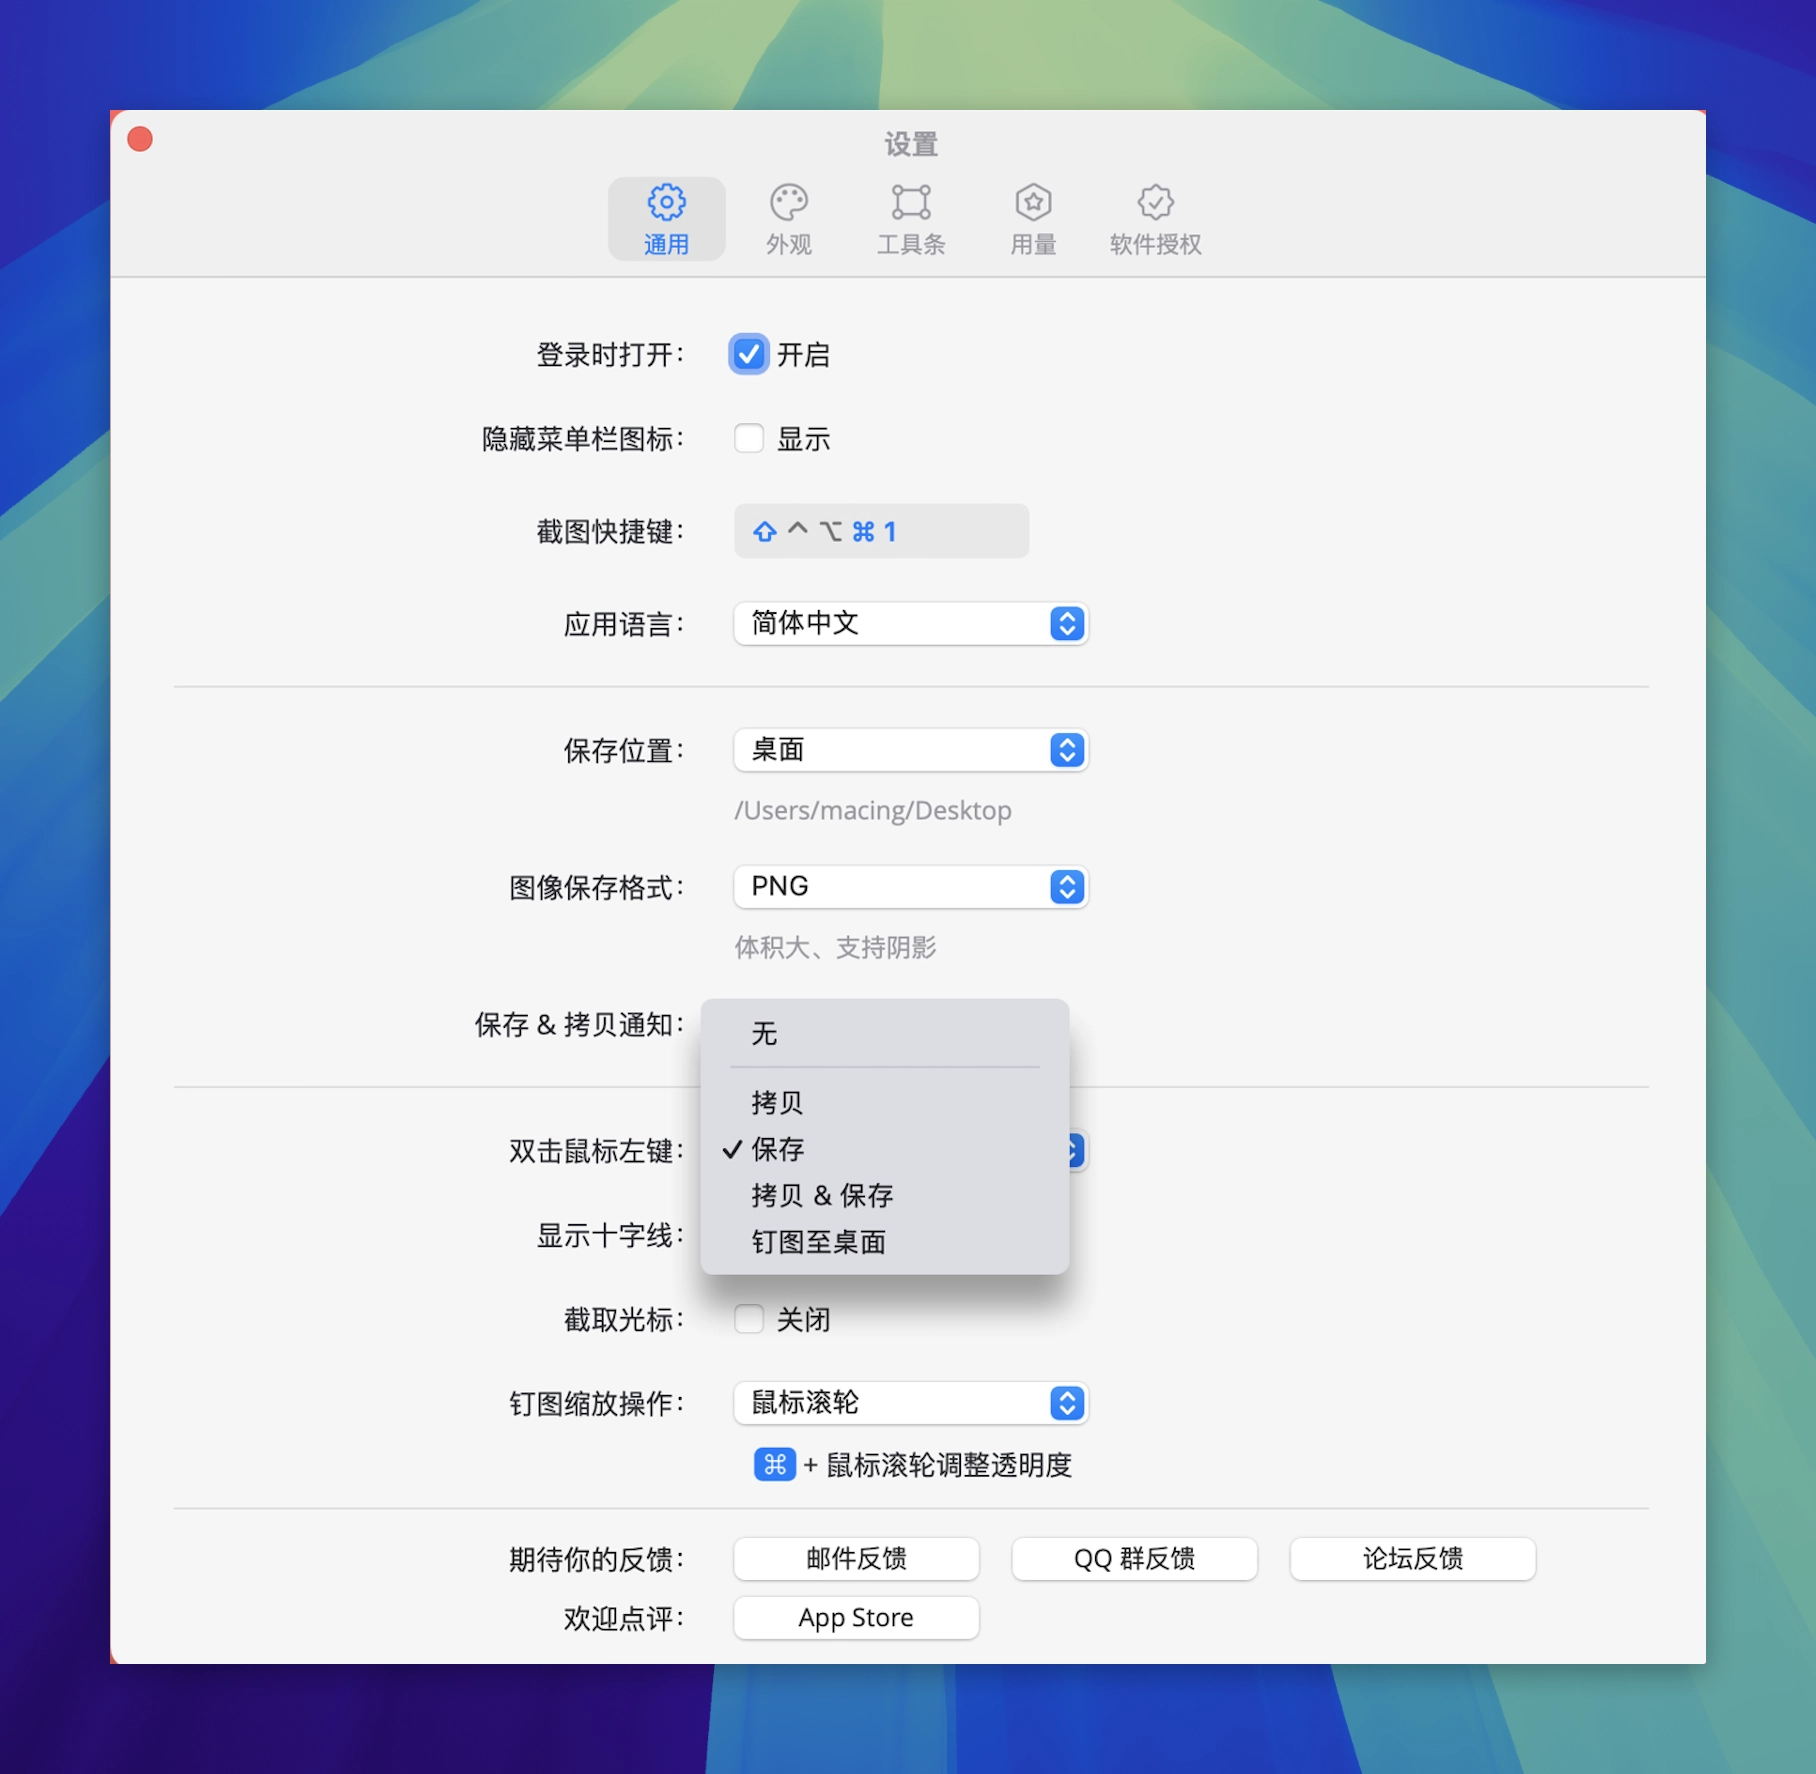 设置
通用 外观 工具条 用量 软件授权
登录时打开： 开启
隐藏菜单栏图标： 显示
截图快捷键： ⇧ ⌃ ⌥ ⌘ 1
应用语言： 简体中文
保存位置： 桌面
/Users/macing/Desktop
图像保存格式： PNG
体积大、支持阴影
保存 & 拷贝通知： 无
拷贝
双击鼠标左键： ✓ 保存
拷贝 & 保存
显示十字线： 钉图至桌面
截取光标： 关闭
钉图缩放操作： 鼠标滚轮
⌘ + 鼠标滚轮调整透明度
期待你的反馈： 邮件反馈 QQ 群反馈 论坛反馈
欢迎点评： App Store